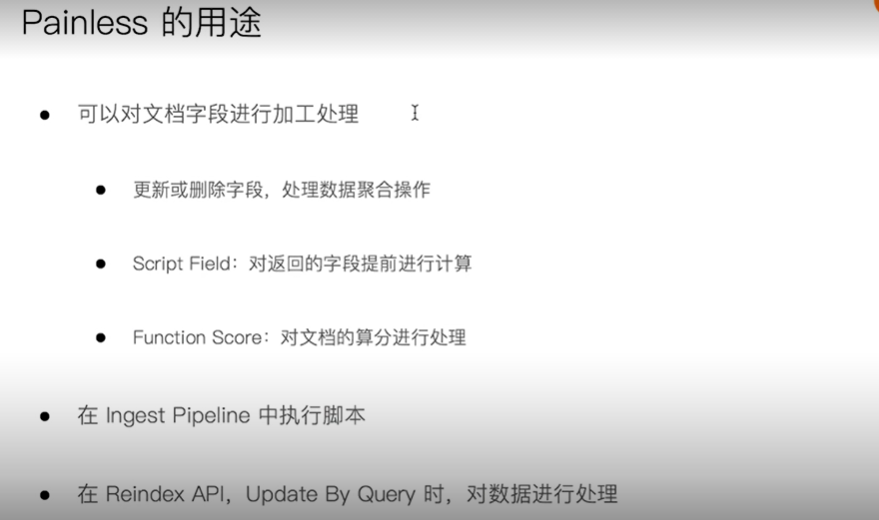 Painless 的用途
可以对文档字段进行加工处理
更新或删除字段，处理数据聚合操作
Script Field：对返回的字段提前进行计算
Function Score：对文档的算分进行处理
在 Ingest Pipeline 中执行脚本
在 Reindex API，Update By Query 时，对数据进行处理